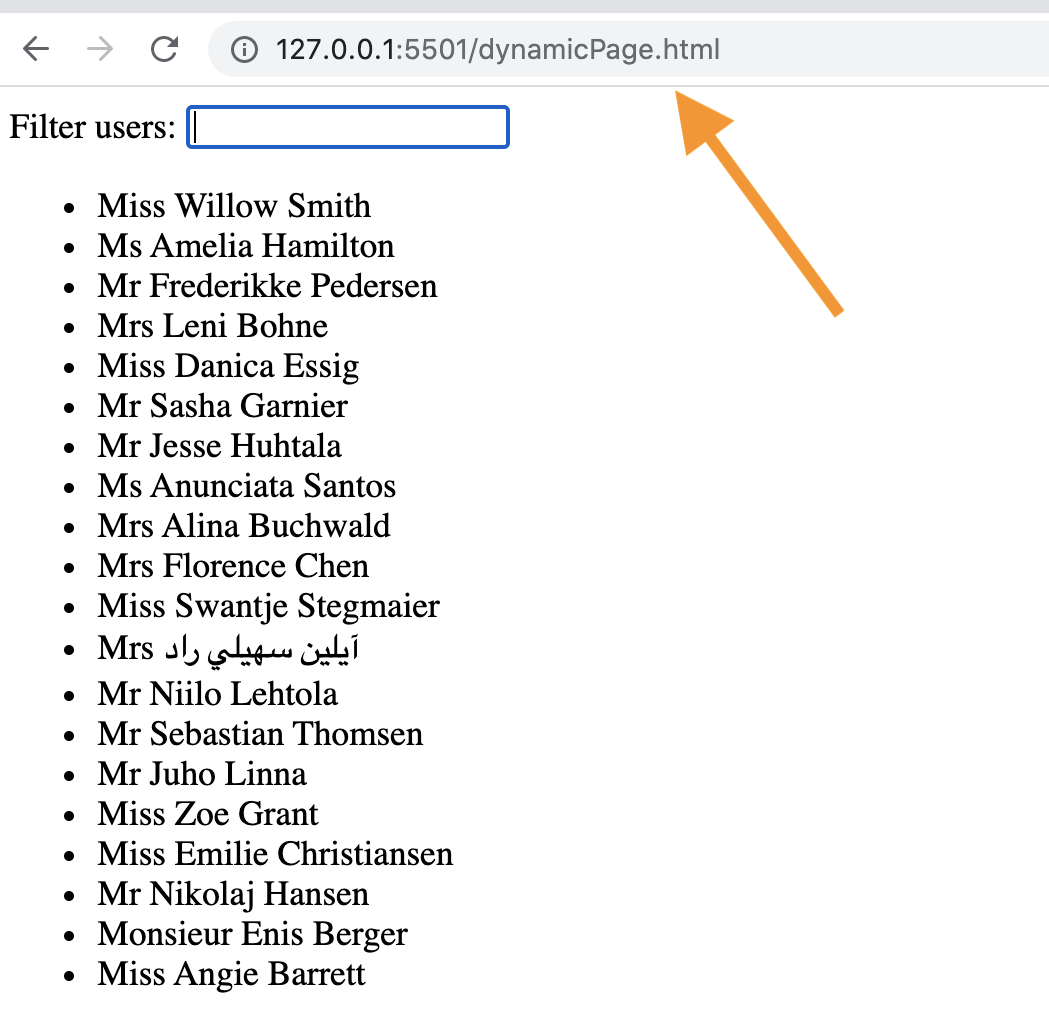 127.0.0.1:5501/dynamicPage.html
Filter users:
Miss Willow Smith
Ms Amelia Hamilton
Mr Frederikke Pedersen
Mrs Leni Bohne
Miss Danica Essig
Mr Sasha Garnier
Mr Jesse Huhtala
Ms Anunciata Santos
Mrs Alina Buchwald
Mrs Florence Chen
Miss Swantje Stegmaier
Mrs آیلین سهيلي راد
Mr Niilo Lehtola
Mr Sebastian Thomsen
Mr Juho Linna
Miss Zoe Grant
Miss Emilie Christiansen
Mr Nikolaj Hansen
Monsieur Enis Berger
Miss Angie Barrett